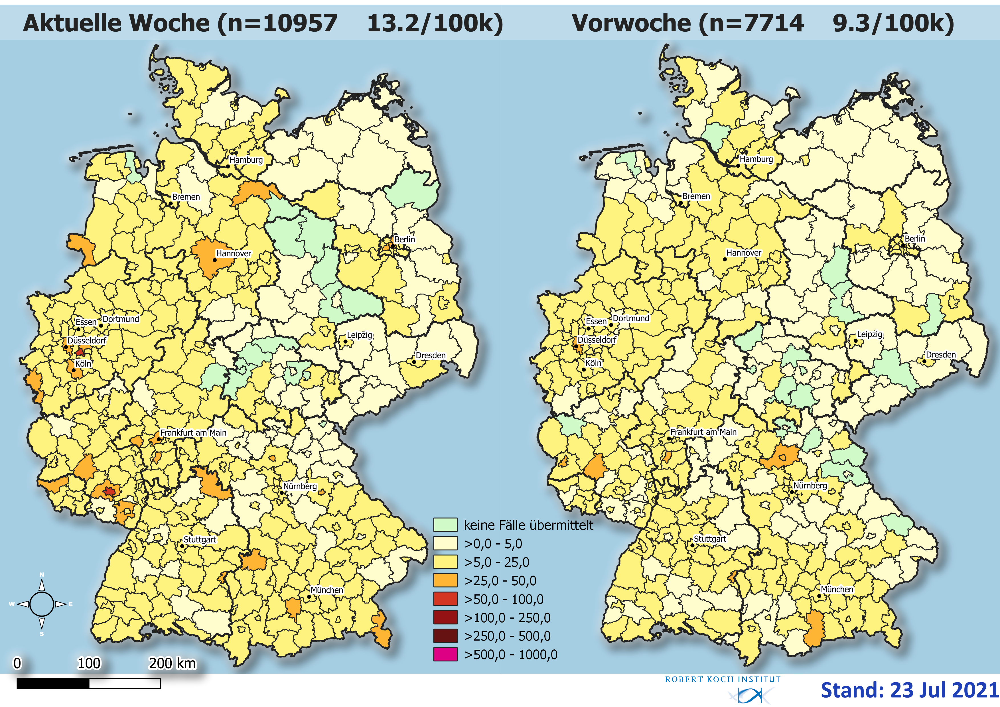 Aktuelle Woche (n=10957 13.2/100k)
Vorwoche (n=7714 9.3/100k)
Hamburg
Bremen
Berlin
Hannover
Essen
Dortmund
Düsseldorf
Leipzig
Köln
Dresden
Frankfurt am Main
Nürnberg
Stuttgart
München
Hamburg
Bremen
Berlin
Hannover
Essen
Dortmund
Düsseldorf
Leipzig
Köln
Dresden
Frankfurt am Main
Nürnberg
Stuttgart
München
keine Fälle übermittelt
>0,0 - 5,0
>5,0 - 25,0
>25,0 - 50,0
>50,0 - 100,0
>100,0 - 250,0
>250,0 - 500,0
>500,0 - 1000,0
N
W E
S
0 100 200 km
ROBERT KOCH INSTITUT
Stand: 23 Jul 2021